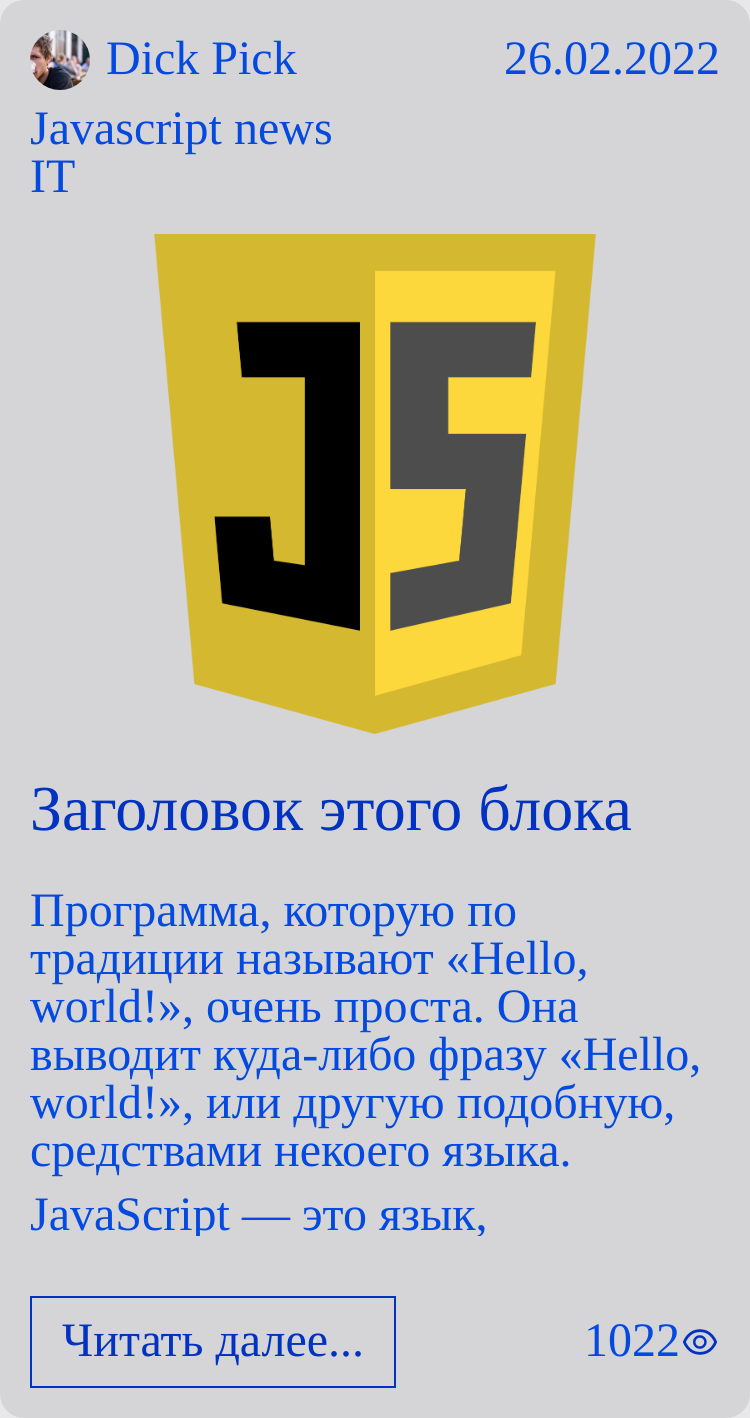 Dick Pick
26.02.2022
Javascript news
IT
JS
Заголовок этого блока
Программа, которую по
традиции называют «Hello,
world!», очень проста. Она
выводит куда-либо фразу «Hello,
world!», или другую подобную,
средствами некоего языка.
JavaScript — это язык,
Читать далее...
1022